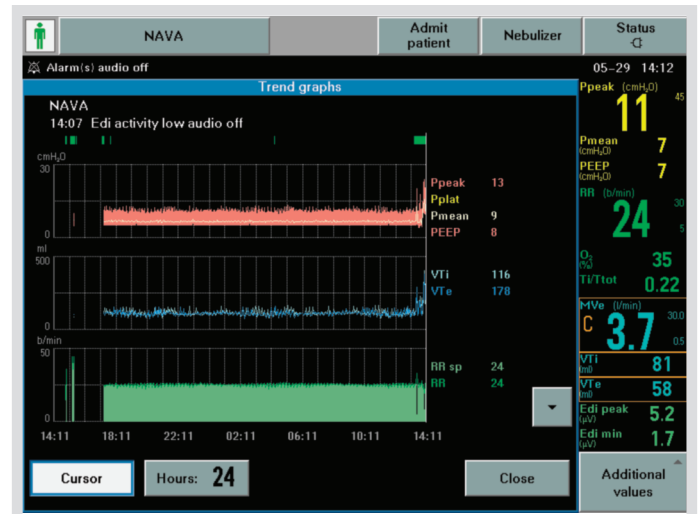 NAVA
Admit patient
Nebulizer
Status
Alarm(s) audio off
05-29 14:12
Trend graphs
NAVA
14:07 Edi activity low audio off
cmH₂O
30
0
Ppeak 13
Pplat
Pmean 9
PEEP 8
ml
500
0
VTi 116
VTe 178
b/min
50
0
RR sp 24
RR 24
14:11 18:11 22:11 02:11 06:11 10:11 14:11
Cursor
Hours: 24
Close
Ppeak (cmH₂O)
11 45
Pmean (cmH₂O) 7
PEEP (cmH₂O) 7
RR (b/min)
24 30 5
O₂ (%) 35
Ti/Ttot 0.22
MVe (l/min)
C 3.7 30.0 0.5
VTi (ml) 81
VTe (ml) 58
Edi peak (µV) 5.2
Edi min (µV) 1.7
Additional values